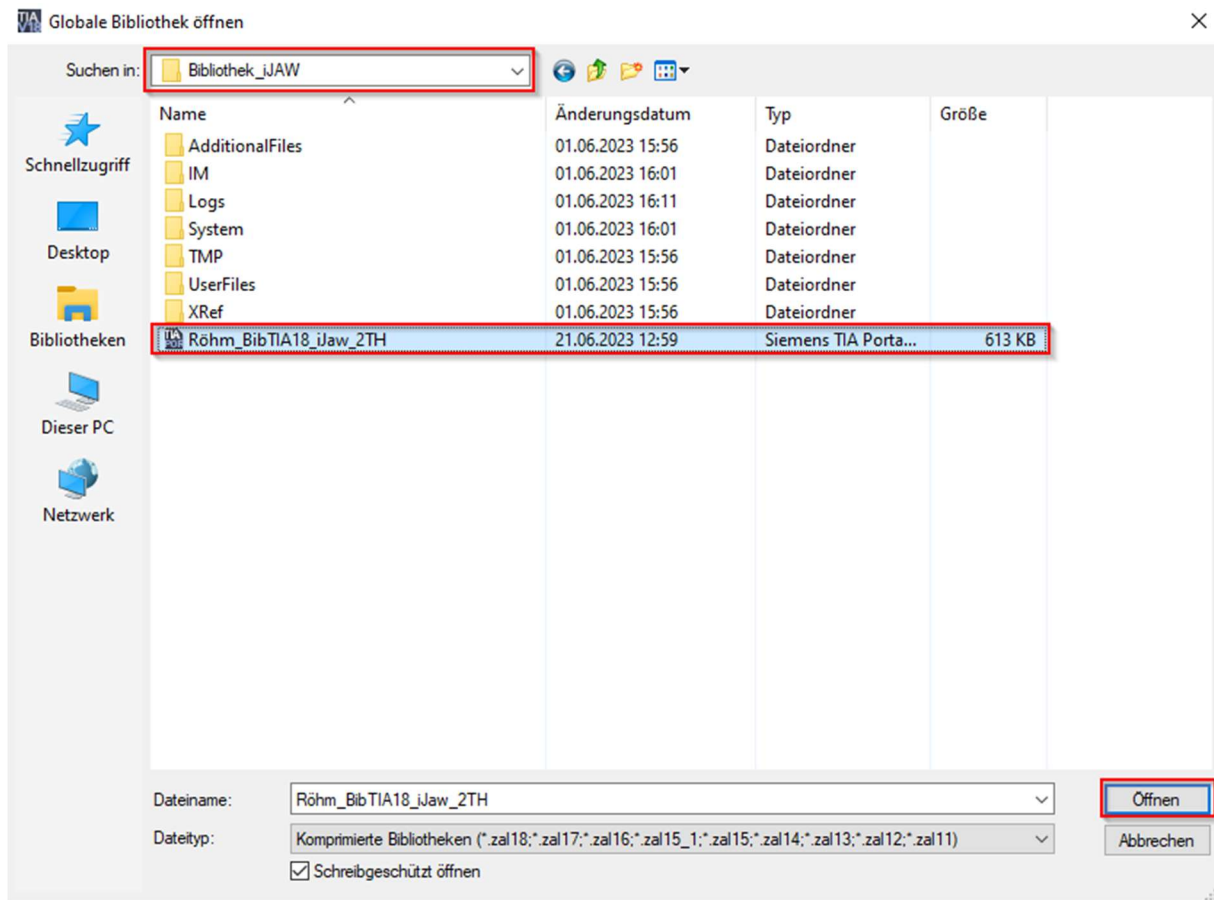 TIA V18 Globale Bibliothek öffnen
Suchen in: Bibliothek_iJAW
Name Änderungsdatum Typ Größe
AdditionalFiles 01.06.2023 15:56 Dateiordner
IM 01.06.2023 16:01 Dateiordner
Logs 01.06.2023 16:11 Dateiordner
System 01.06.2023 16:01 Dateiordner
TMP 01.06.2023 15:56 Dateiordner
UserFiles 01.06.2023 15:56 Dateiordner
XRef 01.06.2023 15:56 Dateiordner
Röhm_BibTIA18_iJaw_2TH 21.06.2023 12:59 Siemens TIA Porta... 613 KB
Schnellzugriff
Desktop
Bibliotheken
Dieser PC
Netzwerk
Dateiname: Röhm_BibTIA18_iJaw_2TH Öffnen
Dateityp: Komprimierte Bibliotheken (*.zal18;*.zal17;*.zal16;*.zal15_1;*.zal15;*.zal14;*.zal13;*.zal12;*.zal11) Abbrechen
Schreibgeschützt öffnen